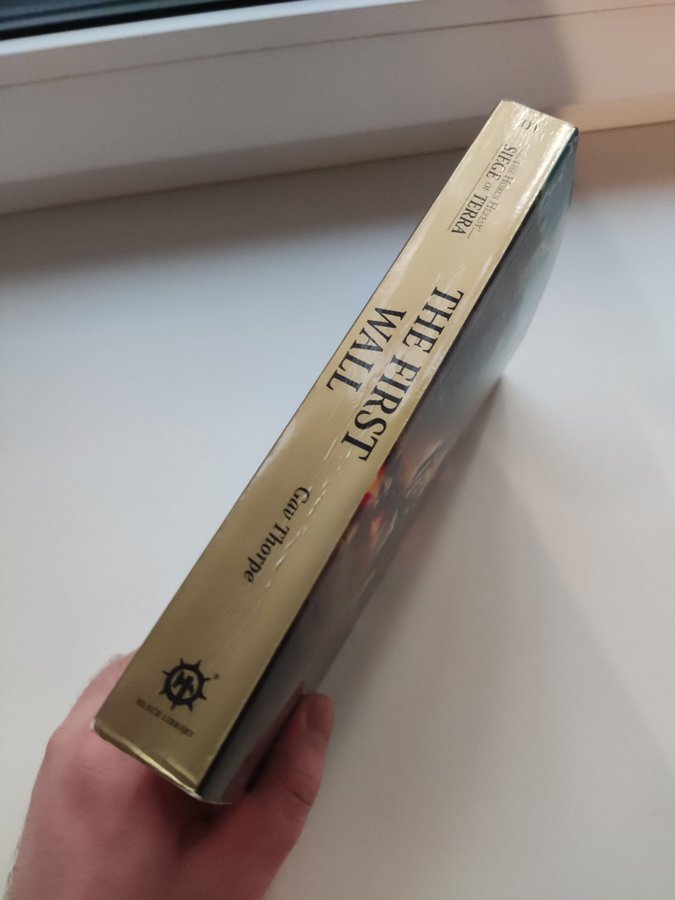 THE HORUS HERESY®
SIEGE OF TERRA
THE FIRST
WALL
Gav Thorpe
®
BLACK LIBRARY